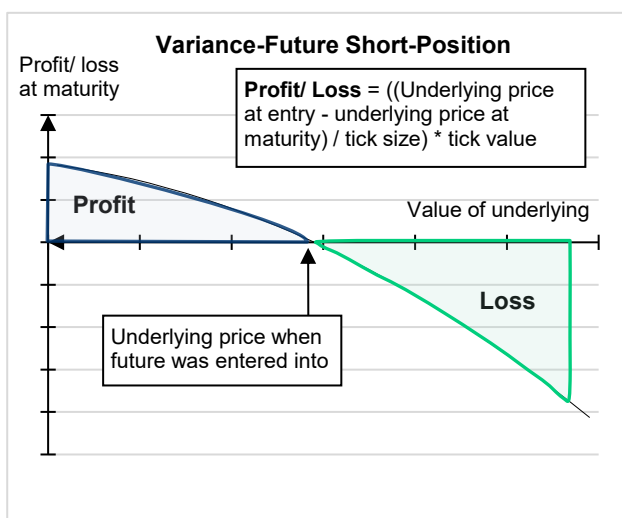 Variance-Future Short-Position
Profit/ loss
at maturity
Profit/ Loss = ((Underlying price
at entry - underlying price at
maturity) / tick size) * tick value
Profit
Value of underlying
Loss
Underlying price when
future was entered into